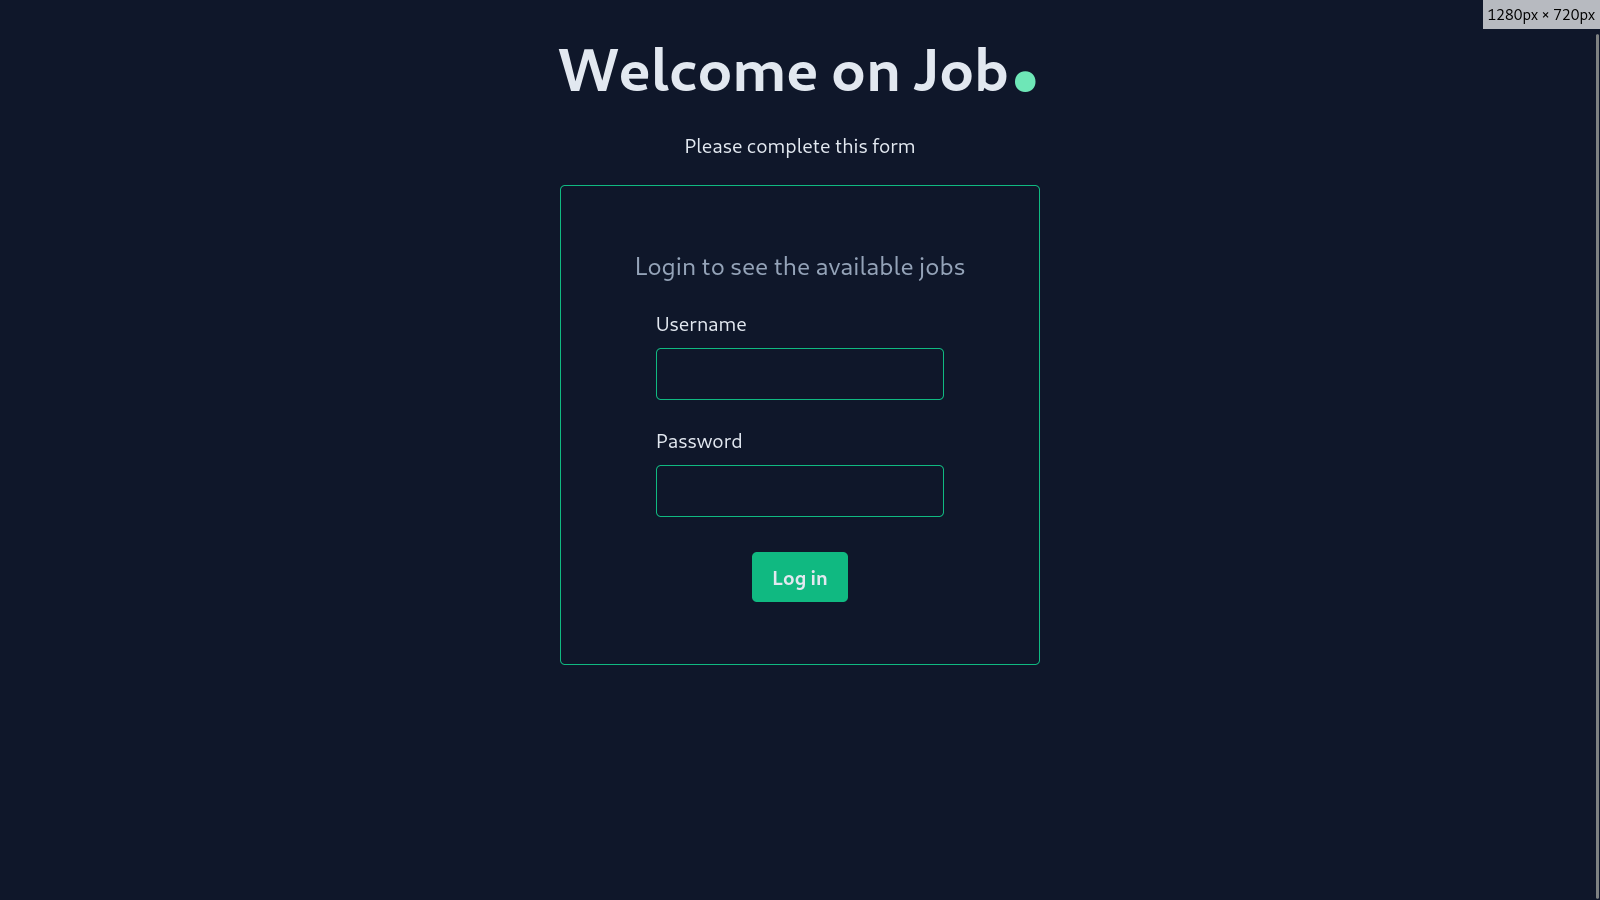 1280px × 720px
Welcome on Job.
Please complete this form
Login to see the available jobs
Username
Password
Log in